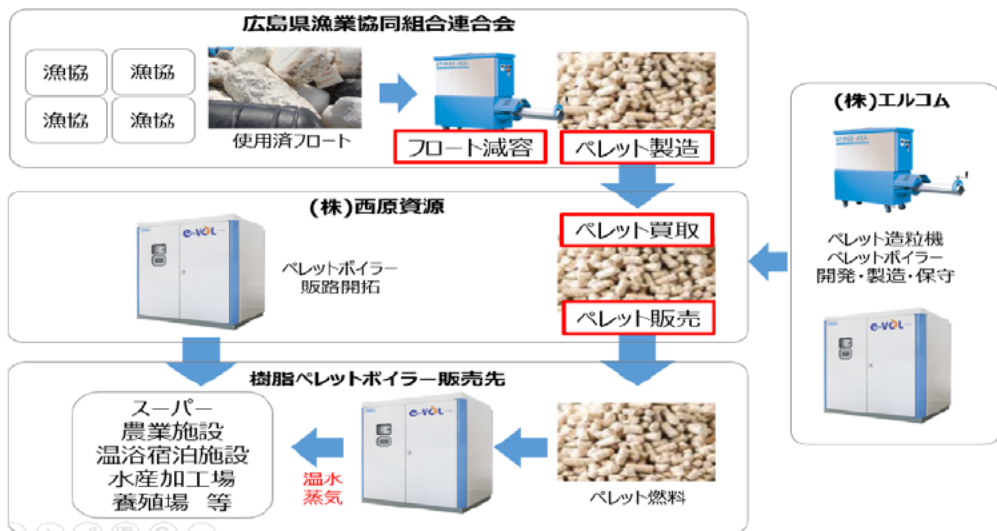 広島県漁業協同組合連合会
漁協
漁協
漁協
漁協
使用済フロート
フロート減容
ペレット製造
(株)西原資源
e-VOL
ペレットボイラー
販路開拓
ペレット買取
ペレット販売
(株)エルコム
ペレット造粒機
ペレットボイラー
開発・製造・保守
e-VOL
樹脂ペレットボイラー販売先
スーパー
農業施設
温浴宿泊施設
水産加工場
養殖場 等
温水
蒸気
e-VOL
ペレット燃料